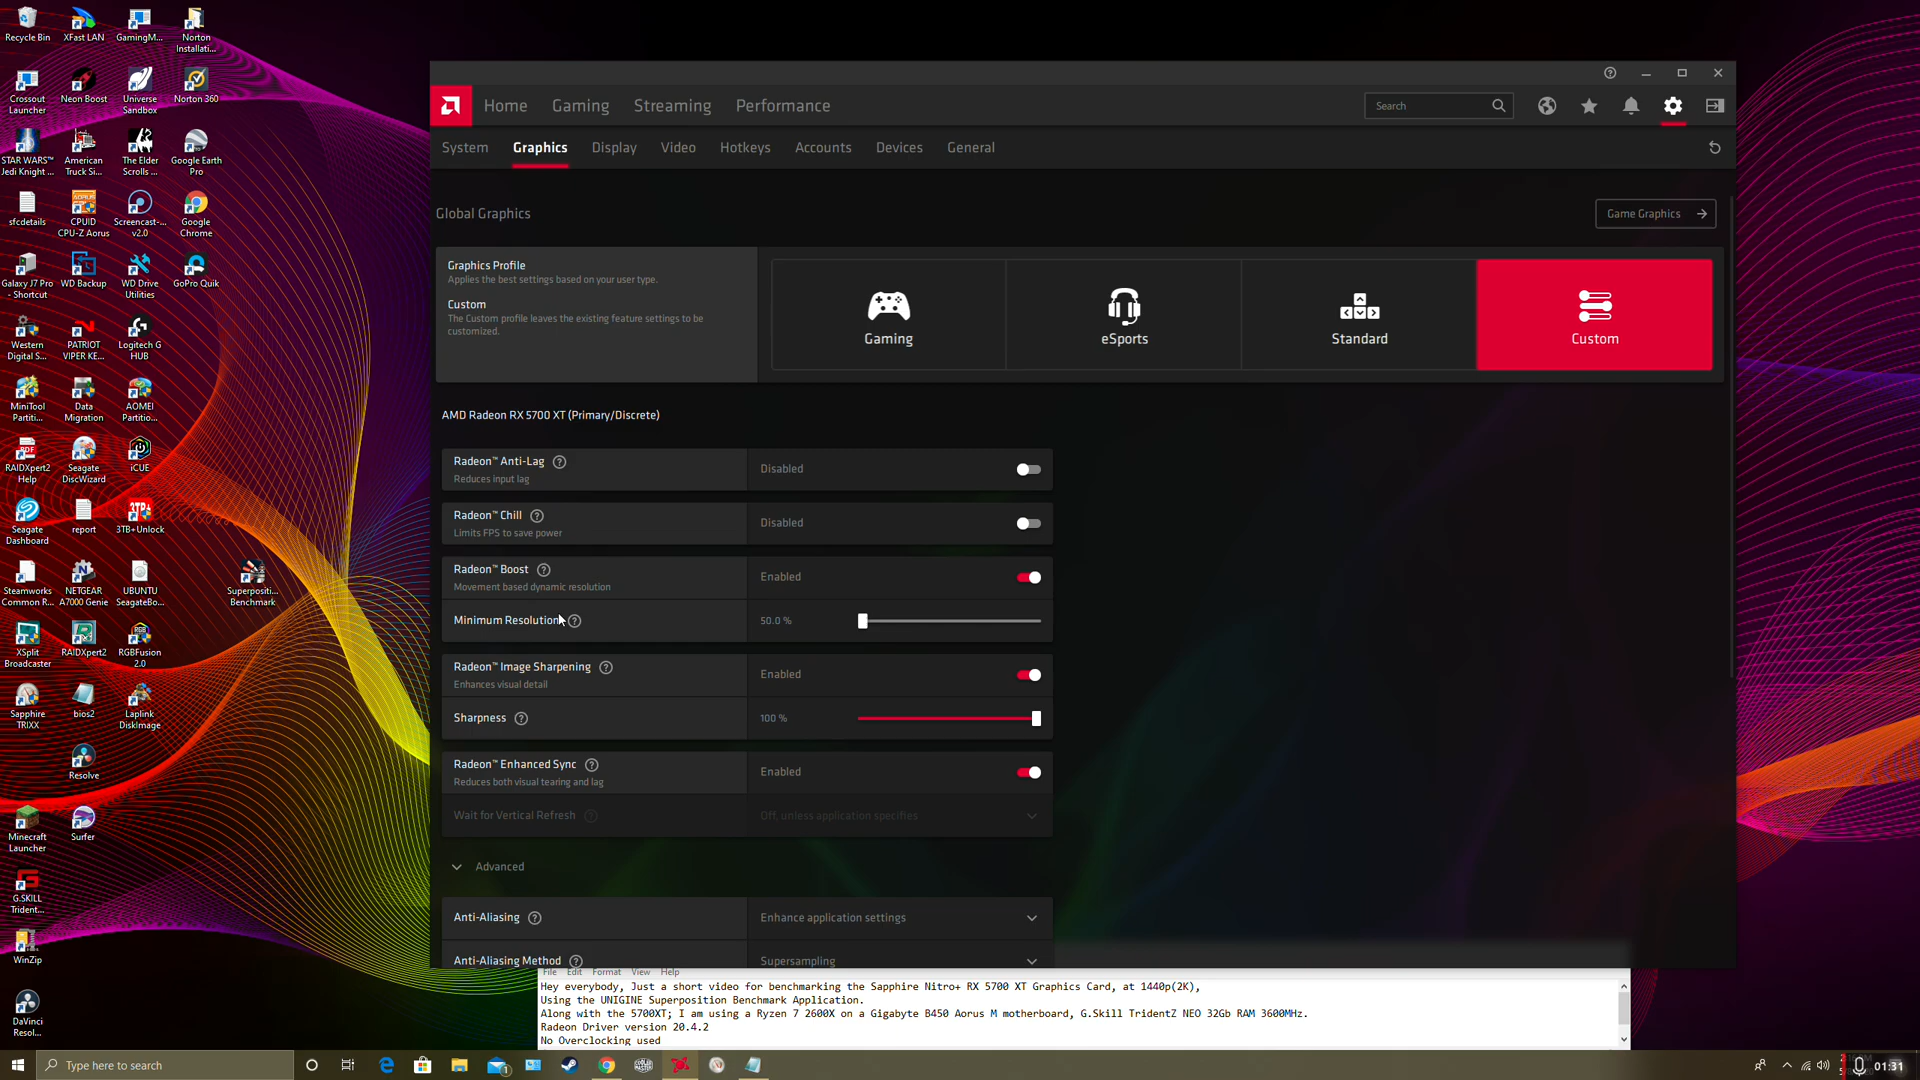 Recycle Bin
XFast LAN
GamingM...
Norton
Installati...
Crossout
Launcher
Neon Boost
Universe
Sandbox
Norton 360
STAR WARS™
Jedi Knight ...
American
Truck Si...
The Elder
Scrolls ...
Google Earth
Pro
sfcdetails
CPUID
CPU-Z Aorus
Screencast-...
v2.0
Google
Chrome
Galaxy J7 Pro
- Shortcut
WD Backup
WD Drive
Utilities
GoPro Quik
Western
Digital S...
PATRIOT
VIPER KE...
Logitech G
HUB
MiniTool
Partiti...
Data
Migration
AOMEI
Partitio...
RAIDXpert2
Help
Seagate
DiscWizard
iCUE
Seagate
Dashboard
report
3TB+Unlock
Steamworks
Common R...
NETGEAR
A7000 Genie
UBUNTU
SeagateBo...
Superpositi...
Benchmark
XSplit
Broadcaster
RAIDXpert2
RGBFusion
2.0
Sapphire
TRIXX
bios2
Laplink
DiskImage
Resolve
Minecraft
Launcher
Surfer
G.SKILL
Trident...
WinZip
DaVinci
Resol...
Home
Gaming
Streaming
Performance
Search
System
Graphics
Display
Video
Hotkeys
Accounts
Devices
General
Global Graphics
Game Graphics
Graphics Profile
Applies the best settings based on your user type.
Custom
The Custom profile leaves the existing feature settings to be
customized.
Gaming
eSports
Standard
Custom
AMD Radeon RX 5700 XT (Primary/Discrete)
Radeon™ Anti-Lag
Reduces input lag
Disabled
Radeon™ Chill
Limits FPS to save power
Disabled
Radeon™ Boost
Movement based dynamic resolution
Enabled
Minimum Resolution
50.0 %
Radeon™ Image Sharpening
Enhances visual detail
Enabled
Sharpness
100 %
Radeon™ Enhanced Sync
Reduces both visual tearing and lag
Enabled
Wait for Vertical Refresh
Off, unless application specifies
Advanced
Anti-Aliasing
Enhance application settings
Anti-Aliasing Method
Supersampling
File Edit Format View Help
Hey everybody, Just a short video for benchmarking the Sapphire Nitro+ RX 5700 XT Graphics Card, at 1440p(2K),
Using the UNIGINE Superposition Benchmark Application.
Along with the 5700XT; I am using a Ryzen 7 2600X on a Gigabyte B450 Aorus M motherboard, G.Skill TridentZ NEO 32Gb RAM 3600MHz.
Radeon Driver version 20.4.2
No Overclocking used
Type here to search
01:31